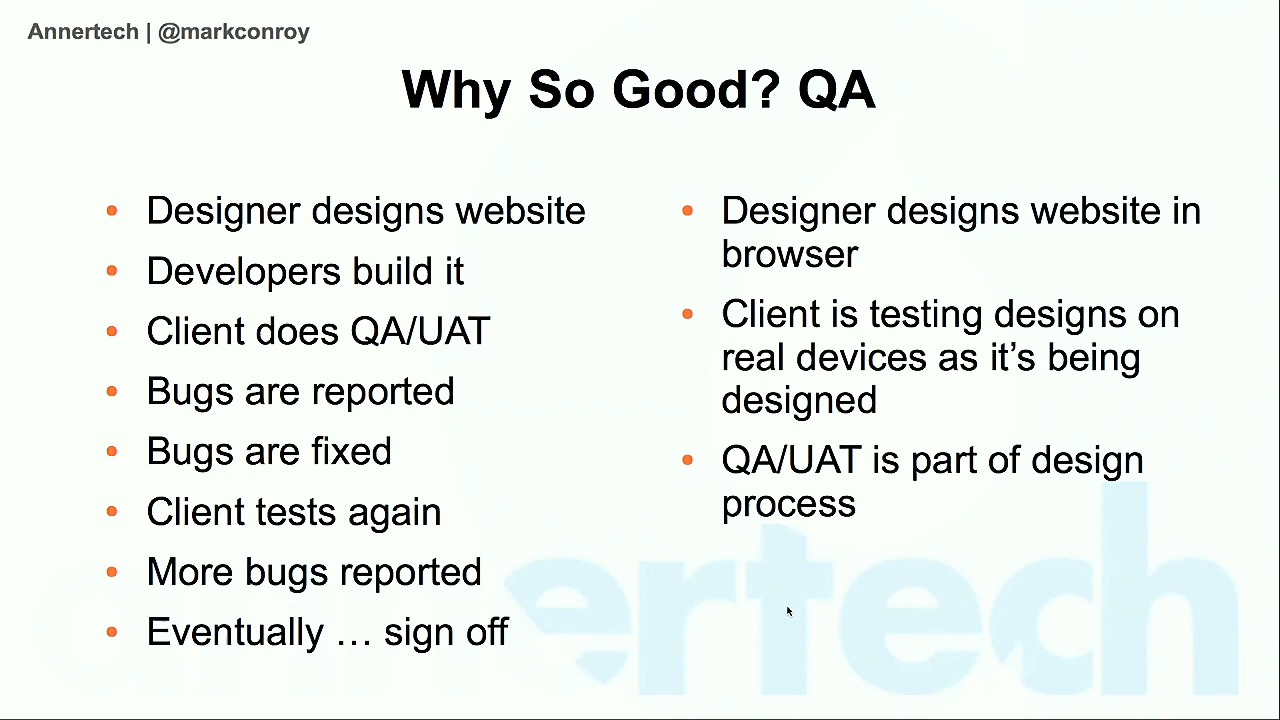 Annertech | @markconroy
Why So Good? QA
Designer designs website
Developers build it
Client does QA/UAT
Bugs are reported
Bugs are fixed
Client tests again
More bugs reported
Eventually … sign off
Designer designs website in
browser
Client is testing designs on
real devices as it’s being
designed
QA/UAT is part of design
process
annertech